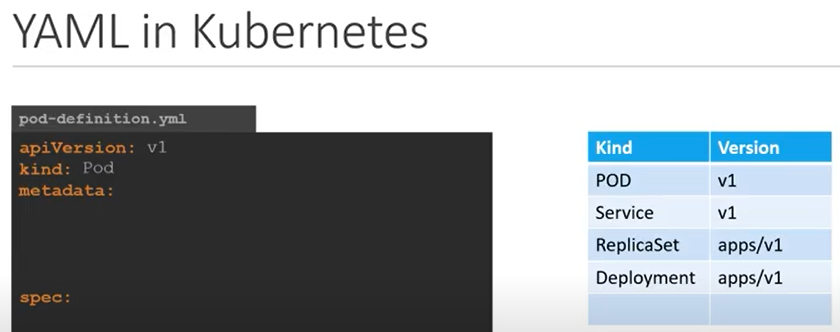 YAML in Kubernetes
pod-definition.yml
apiVersion: v1
kind: Pod
metadata:
spec:
Kind Version
POD v1
Service v1
ReplicaSet apps/v1
Deployment apps/v1